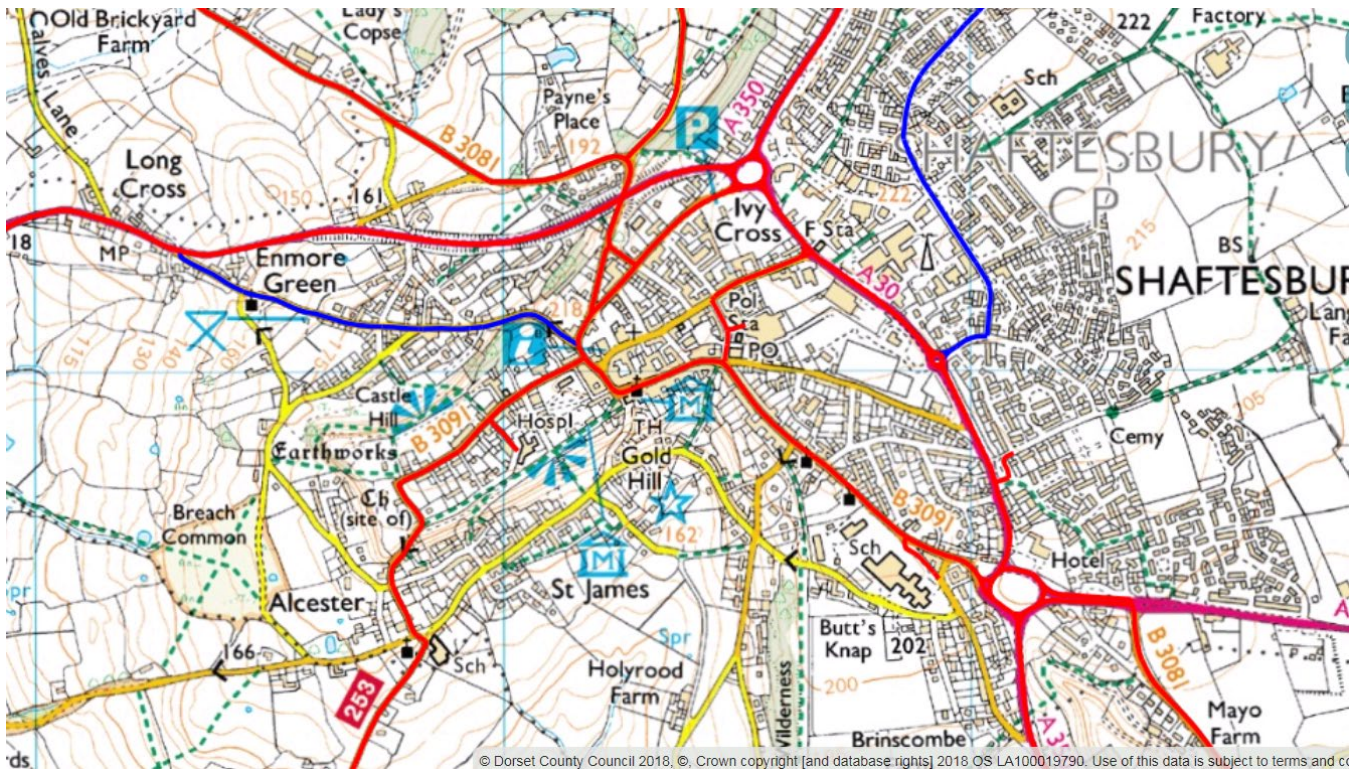 Old Brickyard
Farm
Lady's
Copse
222
Factory
Sch
Payne's
Place
192
P
A350
B 3081
Lane
Long
Cross
150
161
SHAFTESBURY
CP
222
215
Ivy
Cross
F Sta
A30
BS
18
MP
Enmore
Green
SHAFTESBUR
218
Pol
Sta
PO
i
115
130
140
160
Castle
Hill
B 3091
Hospl
M
TH
Gold
Hill
Earthworks
205
Cemy
Ch
(site of)
162
B 3091
Breach
Common
Sch
Hotel
M
St James
Alcester
Spr
Butt's
Knap
202
166
Sch
Holyrood
Farm
200
B 3081
253
Wilderness
Mayo
Farm
Brinscombe
© Dorset County Council 2018, ©, Crown copyright [and database rights] 2018 OS LA100019790. Use of this data is subject to terms and co